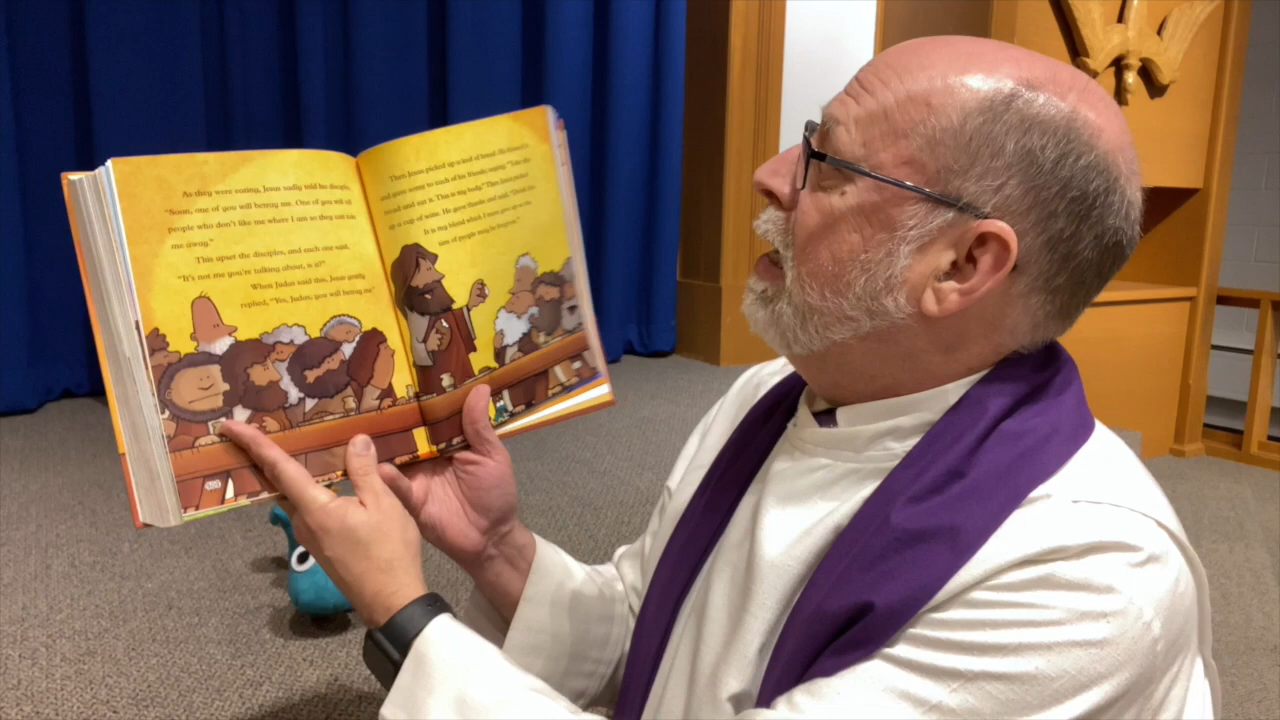 As they were eating, Jesus sadly told his disciples,
"Soon, one of you will betray me. One of you will tell
people who don't like me where I am so they can take
me away."
This upset the disciples, and each one said,
"It's not me you're talking about, is it?"
When Judas said this, Jesus gently
replied, "Yes, Judas, you will betray me."
Then Jesus picked up a loaf of bread. He blessed it
and gave some to each of his friends, saying: "Take this
bread and eat it. This is my body." Then Jesus picked
up a cup of wine. He gave thanks and said, "Drink this.
It is my blood which I must give, so the
sins of people may be forgiven."